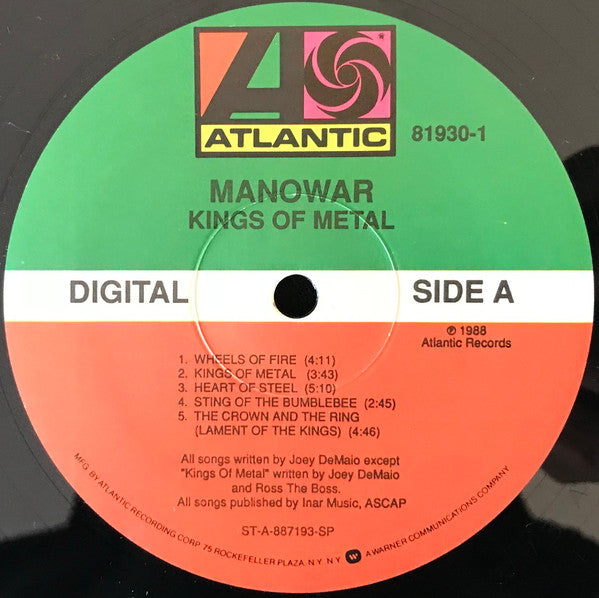 ATLANTIC
81930-1
MANOWAR
KINGS OF METAL
DIGITAL
SIDE A
℗ 1988
Atlantic Records
1. WHEELS OF FIRE (4:11)
2. KINGS OF METAL (3:43)
3. HEART OF STEEL (5:10)
4. STING OF THE BUMBLEBEE (2:45)
5. THE CROWN AND THE RING
(LAMENT OF THE KINGS) (4:46)
All songs written by Joey DeMaio except
"Kings Of Metal" written by Joey DeMaio
and Ross The Boss.
All songs published by Inar Music, ASCAP
ST-A-887193-SP
MFG. BY ATLANTIC RECORDING CORP. 75 ROCKEFELLER PLAZA, N.Y. N.Y. A WARNER COMMUNICATIONS COMPANY